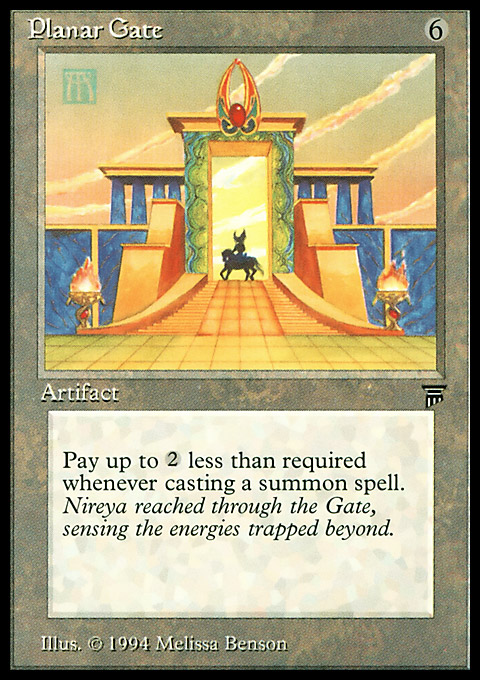 Planar Gate 6
Artifact
Pay up to 2 less than required
whenever casting a summon spell.
Nireya reached through the Gate,
sensing the energies trapped beyond.
Illus. © 1994 Melissa Benson